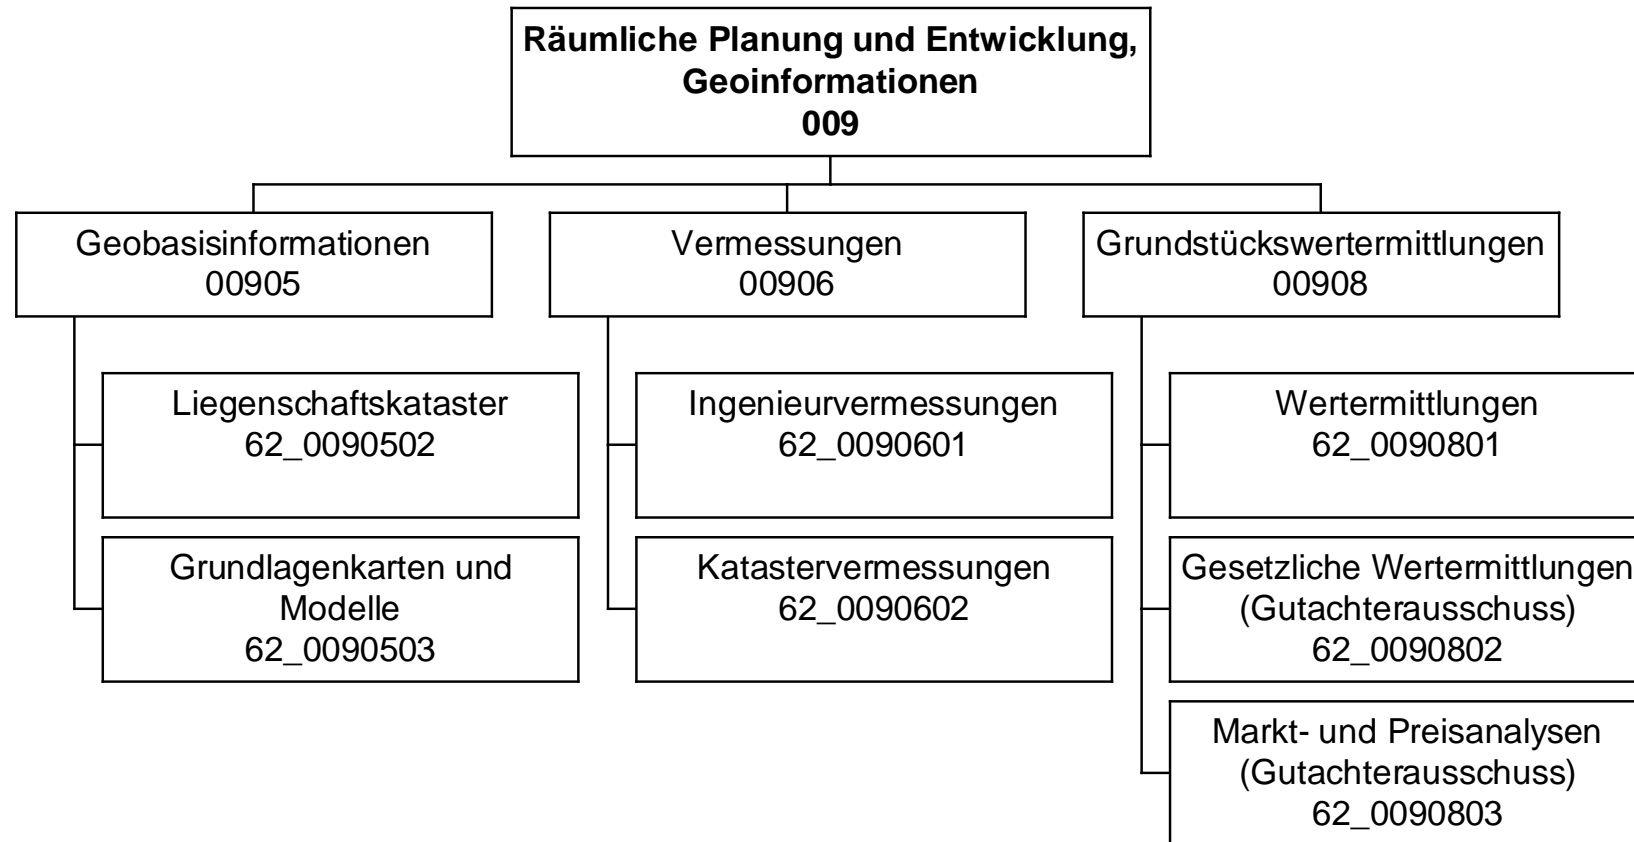 Räumliche Planung und Entwicklung,
Geoinformationen
009
Geobasisinformationen
00905
Vermessungen
00906
Grundstückswertermittlungen
00908
Liegenschaftskataster
62_0090502
Ingenieurvermessungen
62_0090601
Wertermittlungen
62_0090801
Grundlagenkarten und
Modelle
62_0090503
Katastervermessungen
62_0090602
Gesetzliche Wertermittlungen
(Gutachterausschuss)
62_0090802
Markt- und Preisanalysen
(Gutachterausschuss)
62_0090803